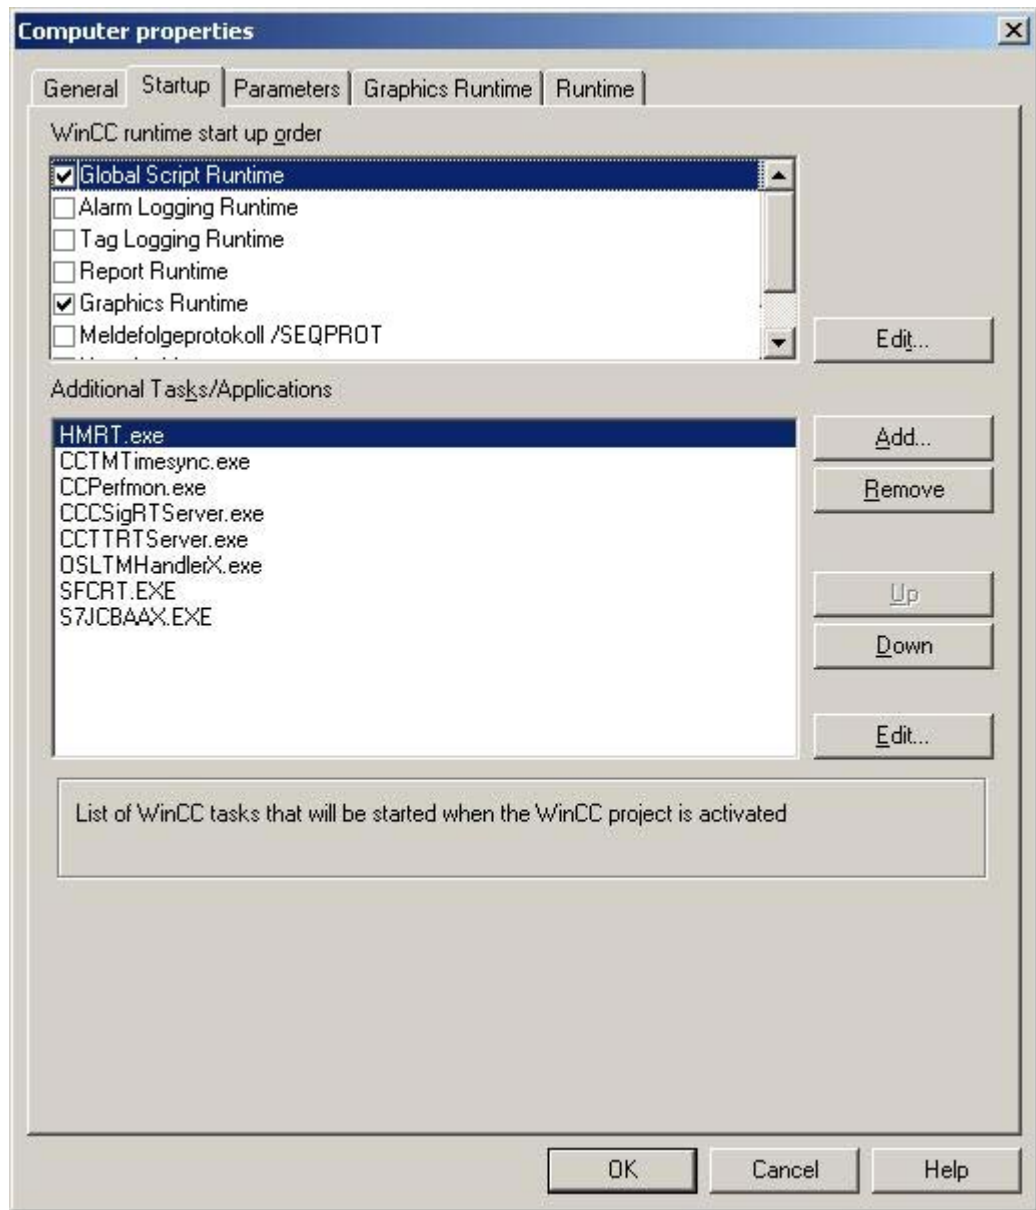 Computer properties
General Startup Parameters Graphics Runtime Runtime
WinCC runtime start up order
Global Script Runtime
Alarm Logging Runtime
Tag Logging Runtime
Report Runtime
Graphics Runtime
Meldefolgeprotokoll /SEQPROT
Edit...
Additional Tasks/Applications
HMRT.exe
CCTMTimesync.exe
CCPerfmon.exe
CCCSigRTServer.exe
CCTTRTServer.exe
OSLTMHandlerX.exe
SFCRT.EXE
S7JCBAAX.EXE
Add...
Remove
Up
Down
Edit...
List of WinCC tasks that will be started when the WinCC project is activated
OK Cancel Help